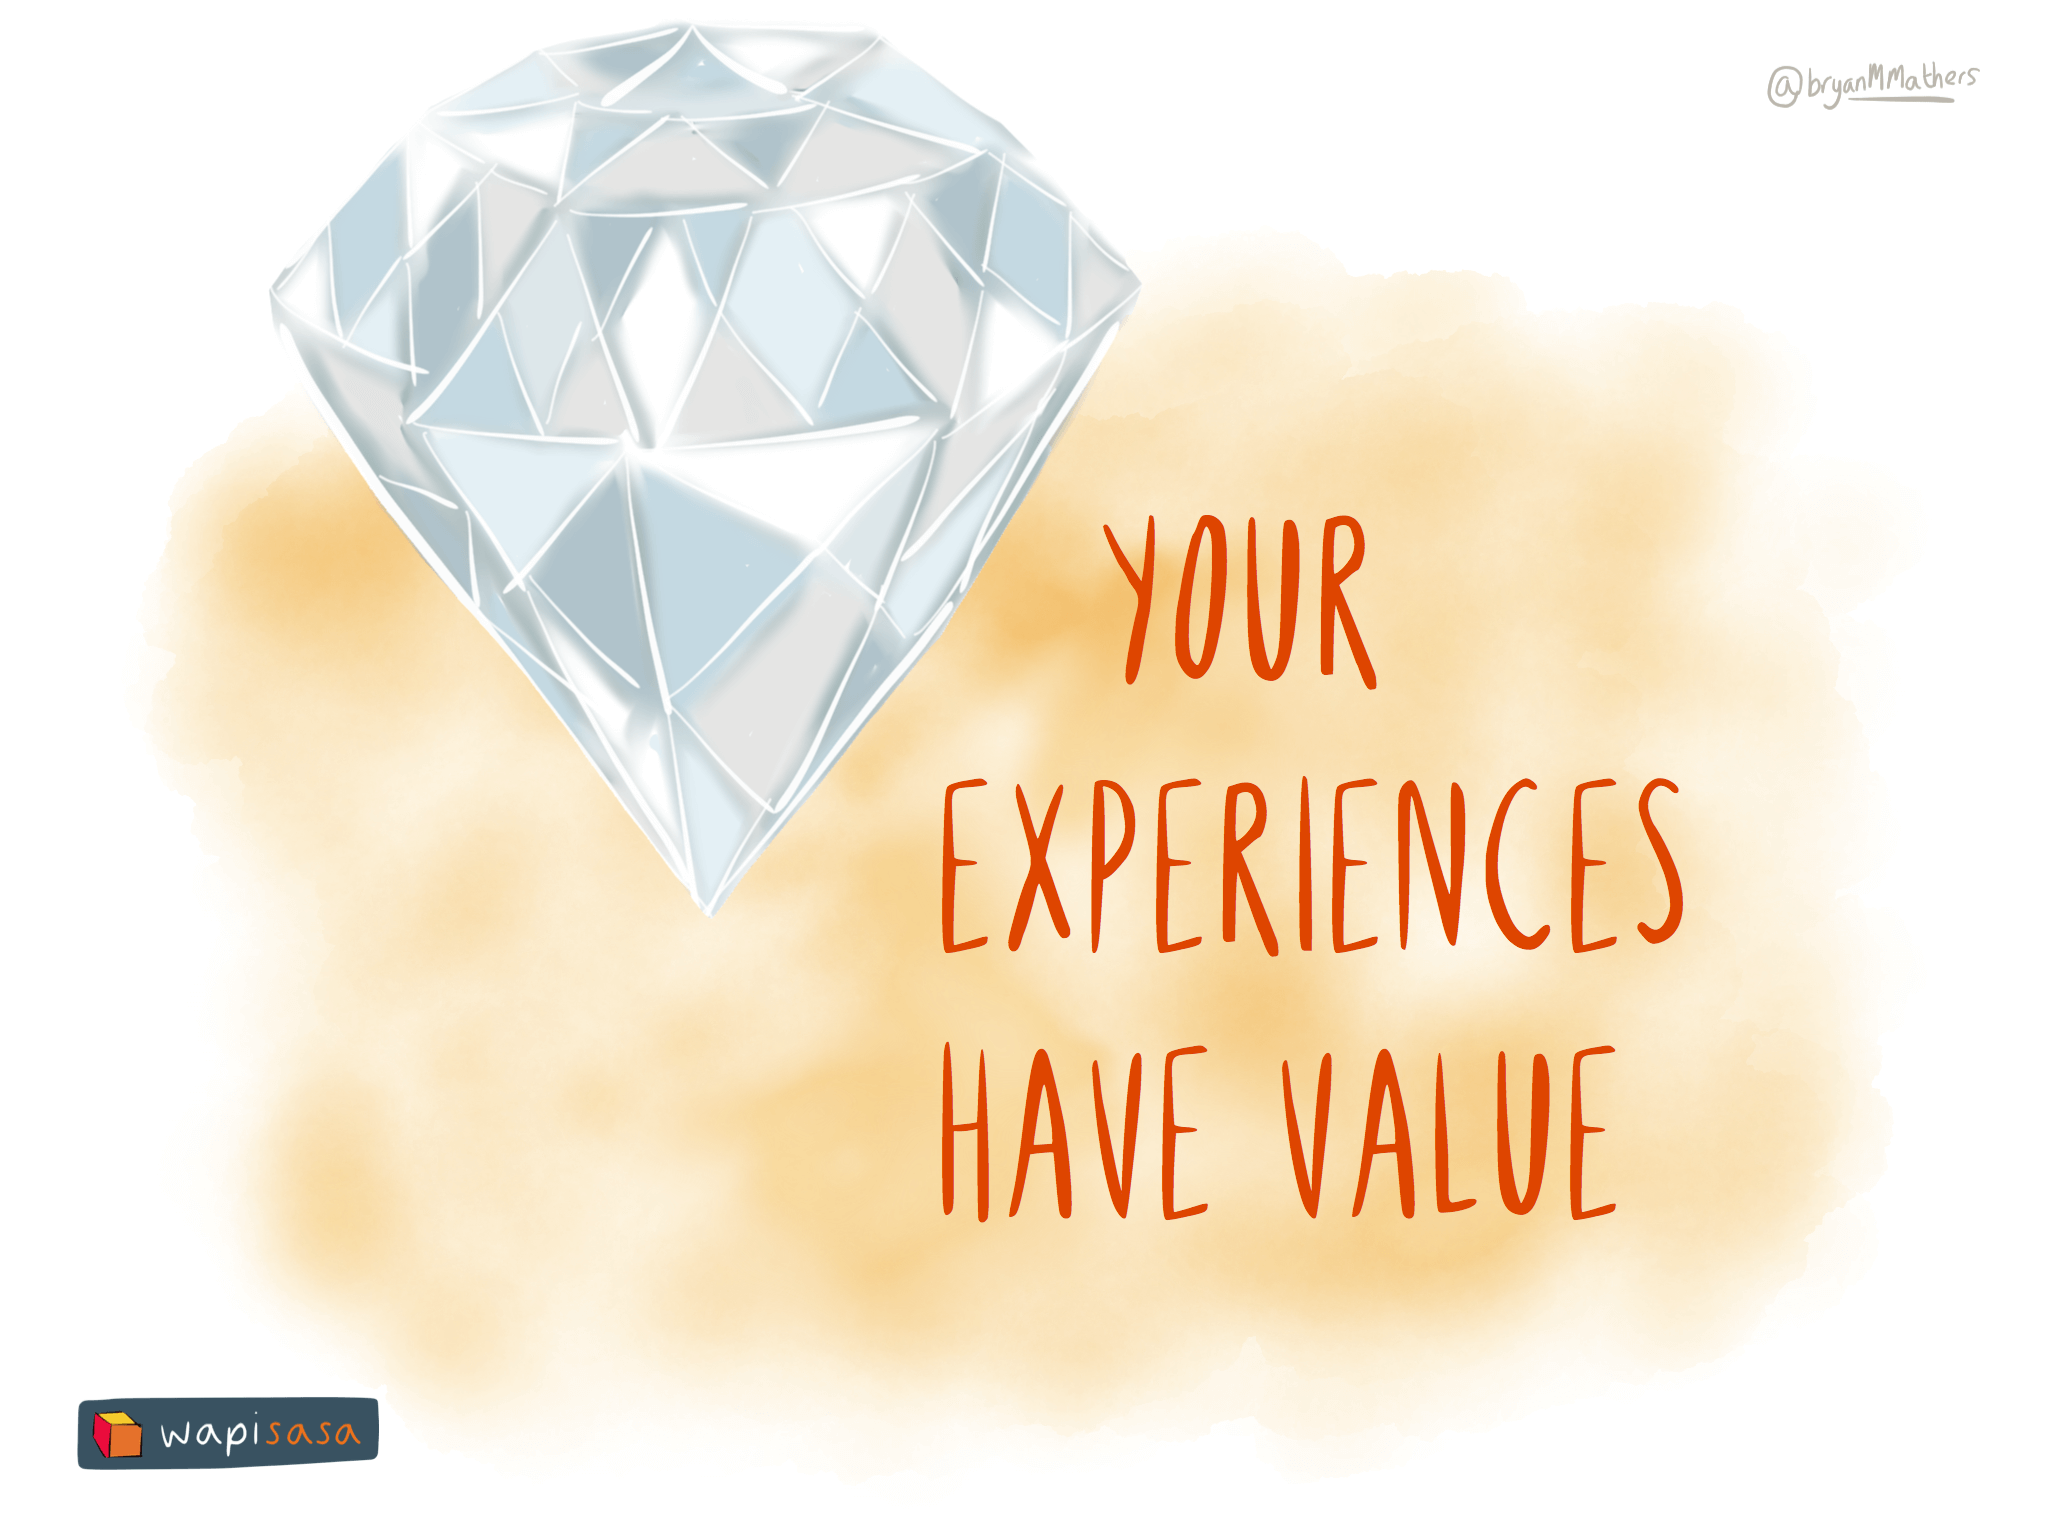 @bryanMMathers
YOUR
EXPERIENCES
HAVE VALUE
wapisasa